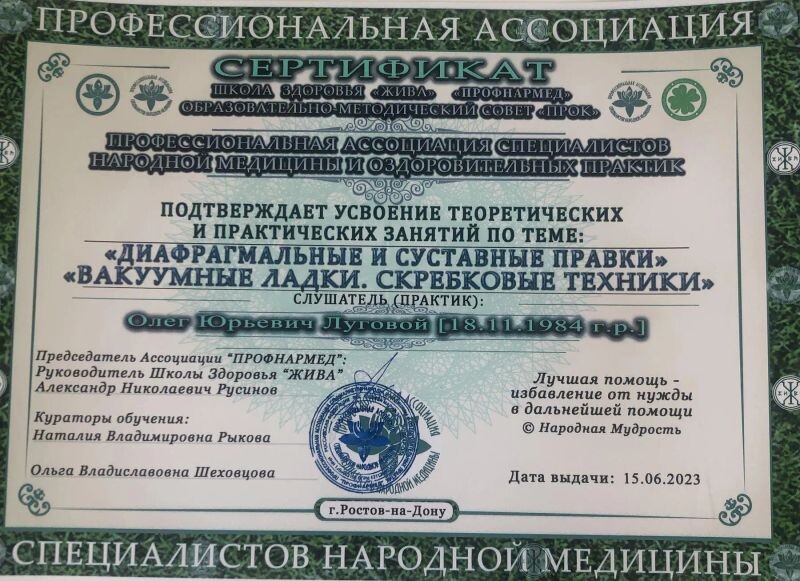 ПРОФЕССИОНАЛЬНАЯ АССОЦИАЦИЯ
СЕРТИФИКАТ
ШКОЛА ЗДОРОВЬЯ «ЖИВА» «ПРОФНАРМЕД»
ОБРАЗОВАТЕЛЬНО-МЕТОДИЧЕСКИЙ СОВЕТ «ПРОК»
ПРОФЕССИОНАЛЬНАЯ АССОЦИАЦИЯ СПЕЦИАЛИСТОВ
НАРОДНОЙ МЕДИЦИНЫ И ОЗДОРОВИТЕЛЬНЫХ ПРАКТИК
ПОДТВЕРЖДАЕТ УСВОЕНИЕ ТЕОРЕТИЧЕСКИХ
И ПРАКТИЧЕСКИХ ЗАНЯТИЙ ПО ТЕМЕ:
«ДИАФРАГМАЛЬНЫЕ И СУСТАВНЫЕ ПРАВКИ»
«ВАКУУМНЫЕ ЛАДКИ. СКРЕБКОВЫЕ ТЕХНИКИ»
СЛУШАТЕЛЬ (ПРАКТИК):
Олег Юрьевич Луговой [18.11.1984 г.р.]
Председатель Ассоциации "ПРОФНАРМЕД":
Руководитель Школы Здоровья "ЖИВА"
Александр Николаевич Русинов
Кураторы обучения:
Наталия Владимировна Рыкова
Ольга Владиславовна Шеховцова
Лучшая помощь -
избавление от нужды
в дальнейшей помощи
© Народная Мудрость
Дата выдачи: 15.06.2023
г.Ростов-на-Дону
СПЕЦИАЛИСТОВ НАРОДНОЙ МЕДИЦИНЫ